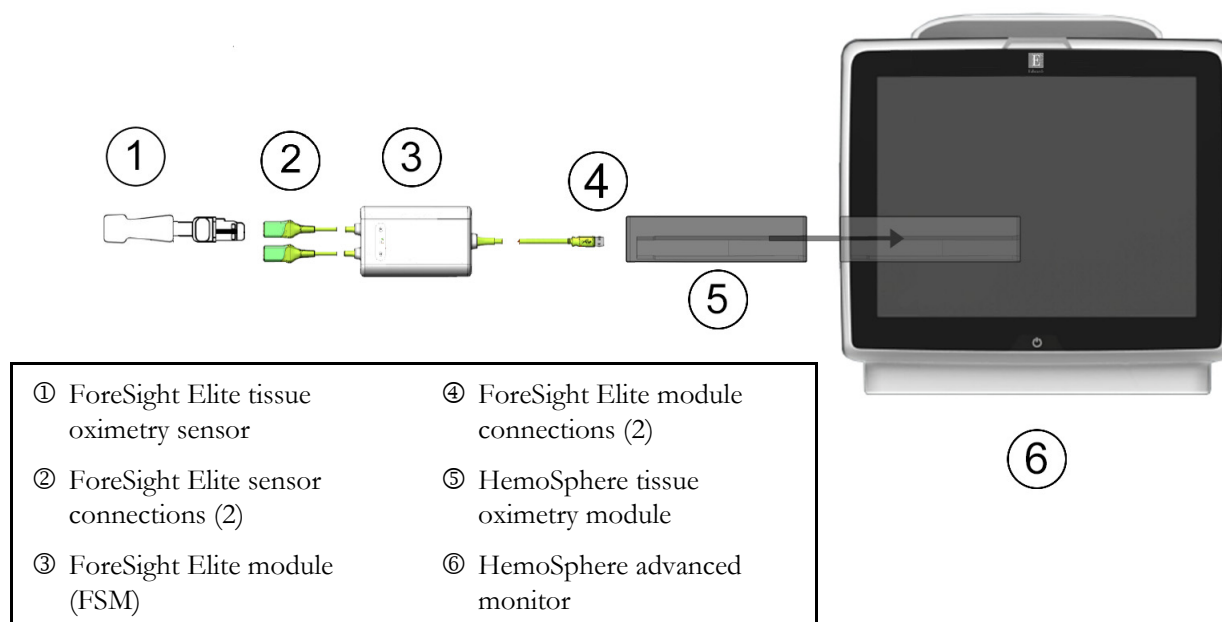 1
2
3
4
5
6
E
① ForeSight Elite tissue
oximetry sensor
② ForeSight Elite sensor
connections (2)
③ ForeSight Elite module
(FSM)
④ ForeSight Elite module
connections (2)
⑤ HemoSphere tissue
oximetry module
⑥ HemoSphere advanced
monitor